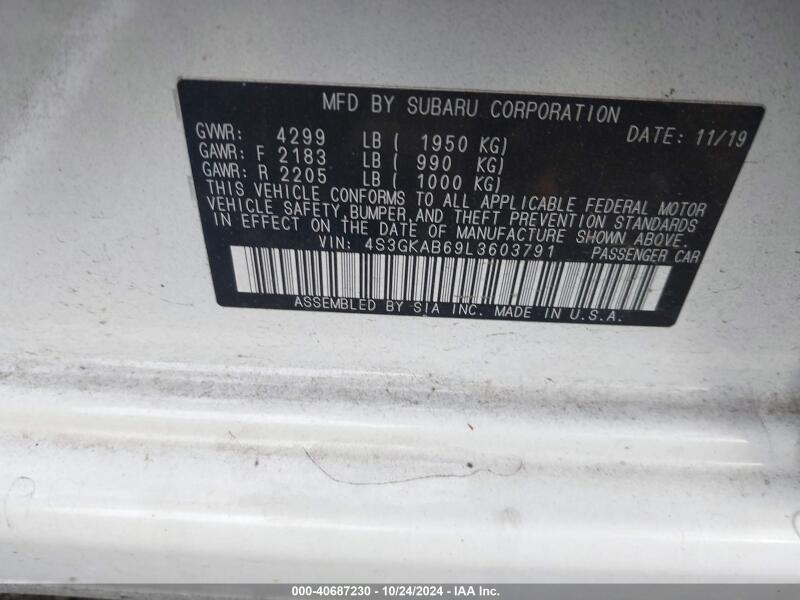 MFD BY SUBARU CORPORATION
GVWR: 4299 LB ( 1950 KG) DATE: 11/19
GAWR: F 2183 LB ( 990 KG)
GAWR: R 2205 LB ( 1000 KG)
THIS VEHICLE CONFORMS TO ALL APPLICABLE FEDERAL MOTOR
VEHICLE SAFETY, BUMPER, AND THEFT PREVENTION STANDARDS
IN EFFECT ON THE DATE OF MANUFACTURE SHOWN ABOVE.
VIN: 4S3GKAB69L3603791 PASSENGER CAR
ASSEMBLED BY SIA INC. MADE IN U.S.A.
000-40687230 - 10/24/2024 - IAA Inc.